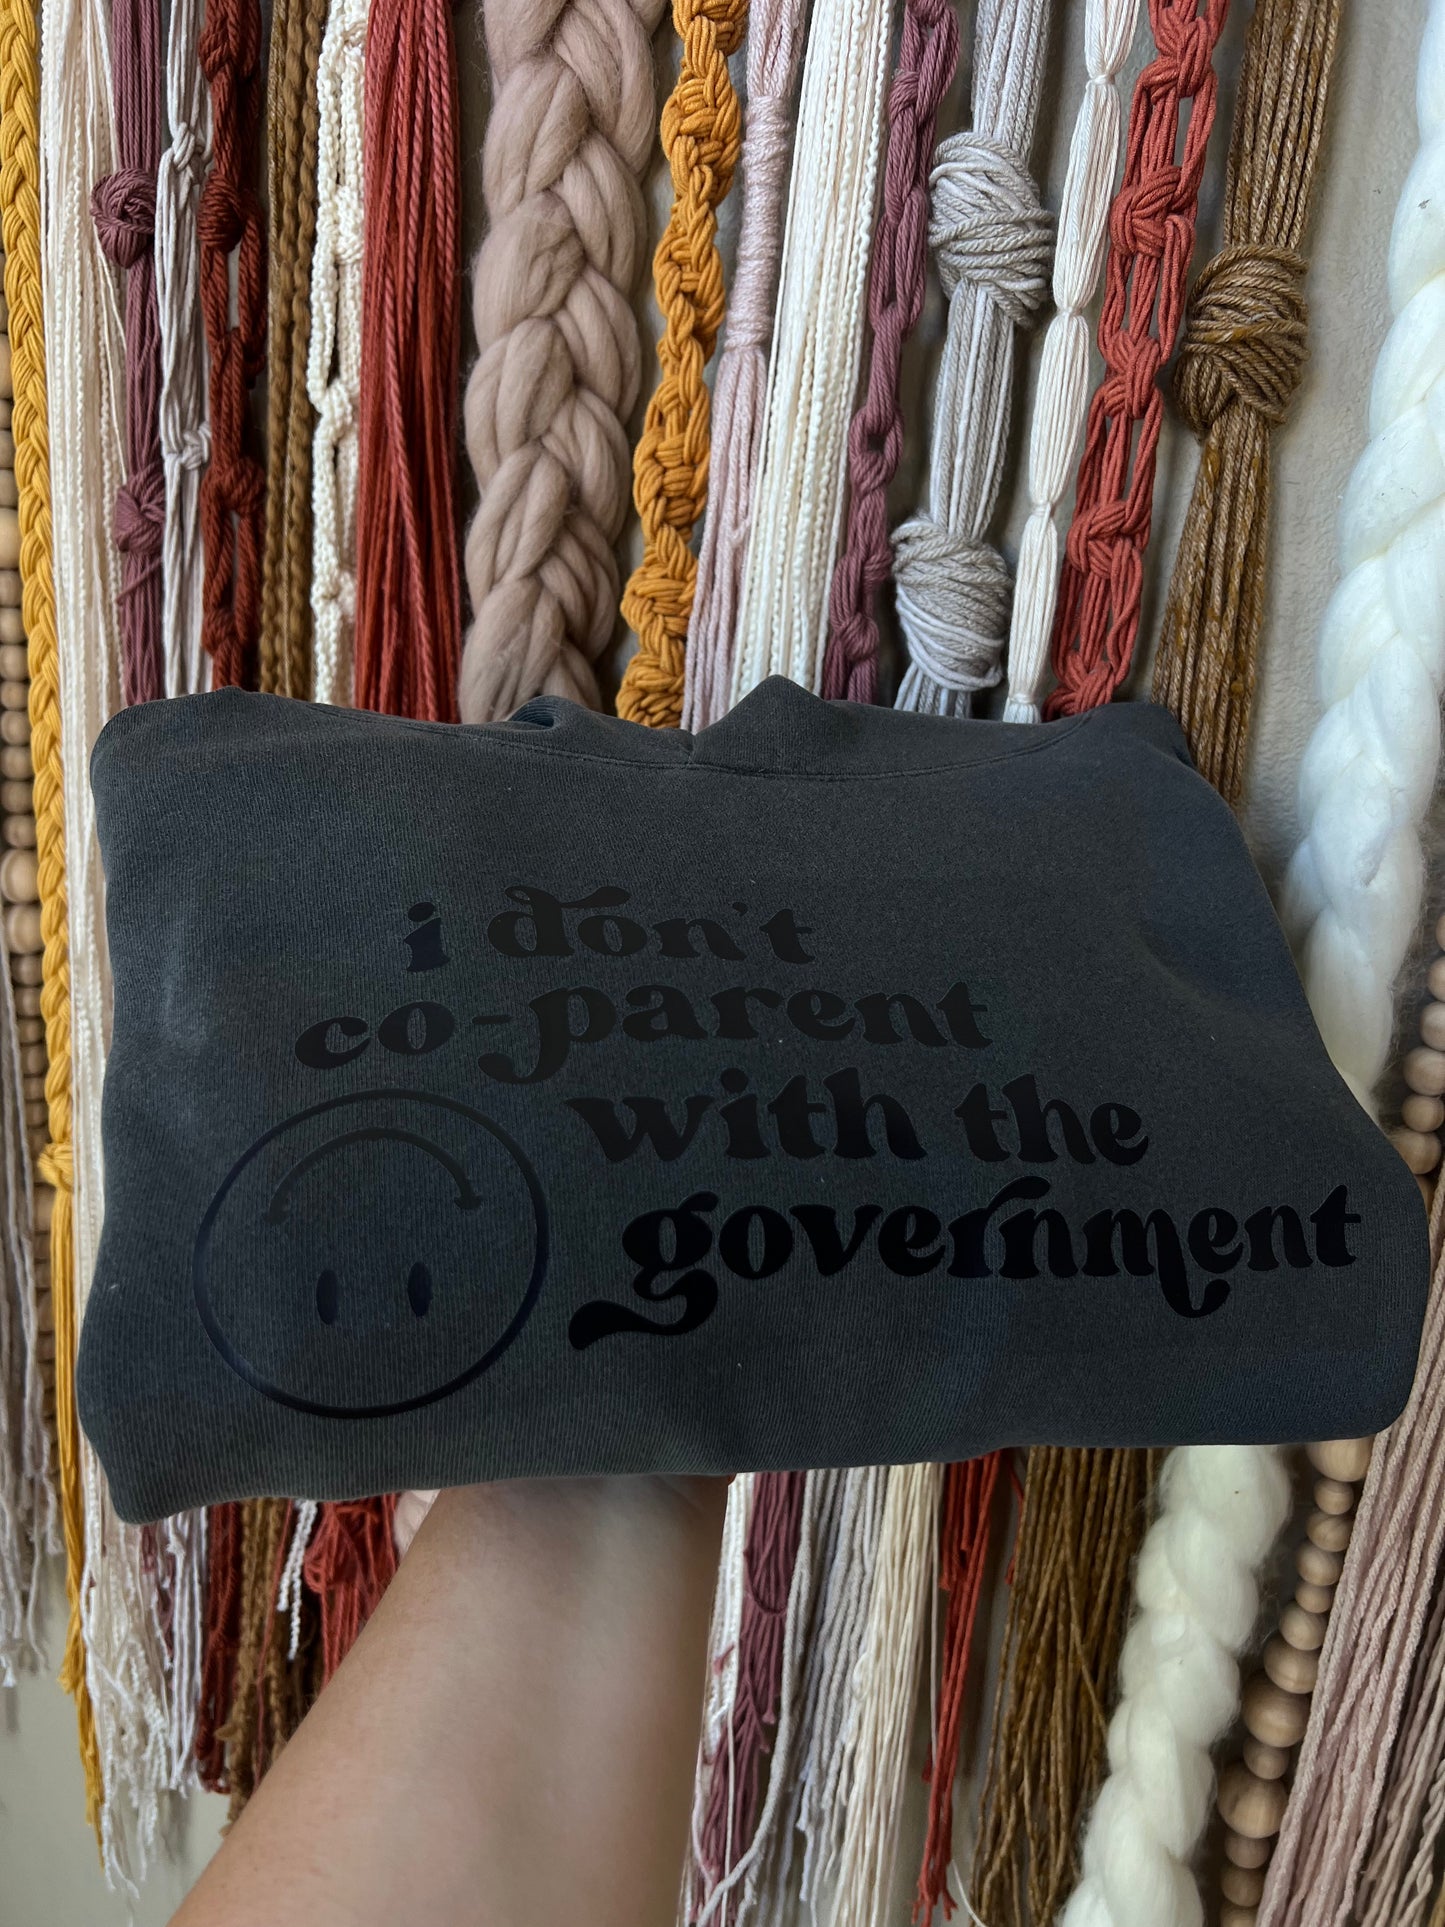 i don't
co-parent
with the
government